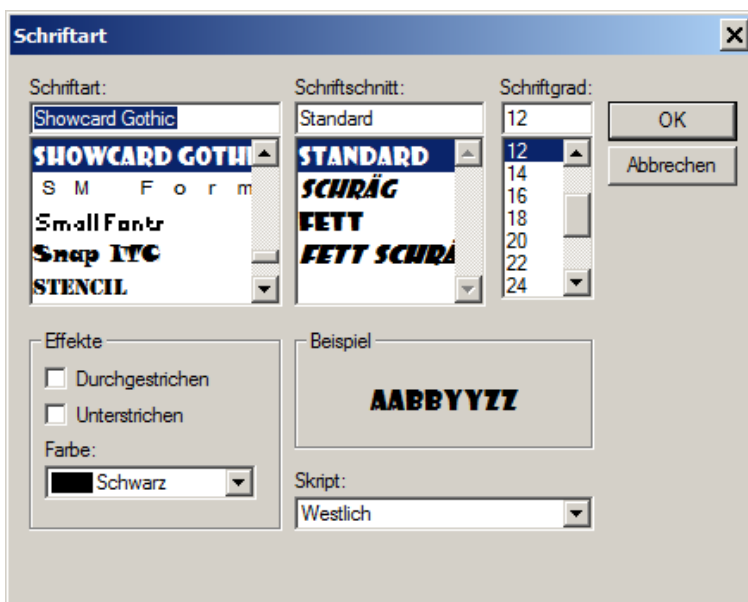 Schriftart
Schriftart:
Showcard Gothic
SHOWCARD GOTHI
S M F o r m
Small Fonts
Snap ITC
STENCIL
Schriftschnitt:
Standard
STANDARD
SCHRÄG
FETT
FETT SCHRÄ
Schriftgrad:
12
12
14
16
18
20
22
24
OK
Abbrechen
Effekte
Durchgestrichen
Unterstrichen
Farbe:
Schwarz
Beispiel
AABBYYZZ
Skript:
Westlich